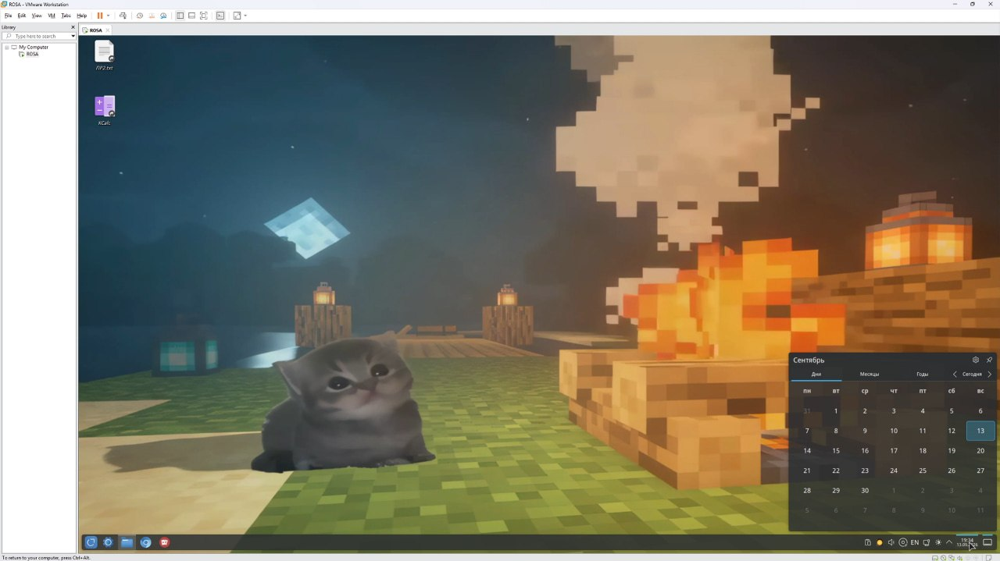 ROSA - VMware Workstation
File Edit View VM Tabs Help
Library
Type here to search
My Computer
ROSA
ROSA
ЛР2.txt
KCalc
Сентябрь
Дни Месяцы Годы Сегодня
пн вт ср чт пт сб вс
31 1 2 3 4 5 6
7 8 9 10 11 12 13
14 15 16 17 18 19 20
21 22 23 24 25 26 27
28 29 30 1 2 3 4
5 6 7 8 9 10 11
EN
19:34
To return to your computer, press Ctrl+Alt.